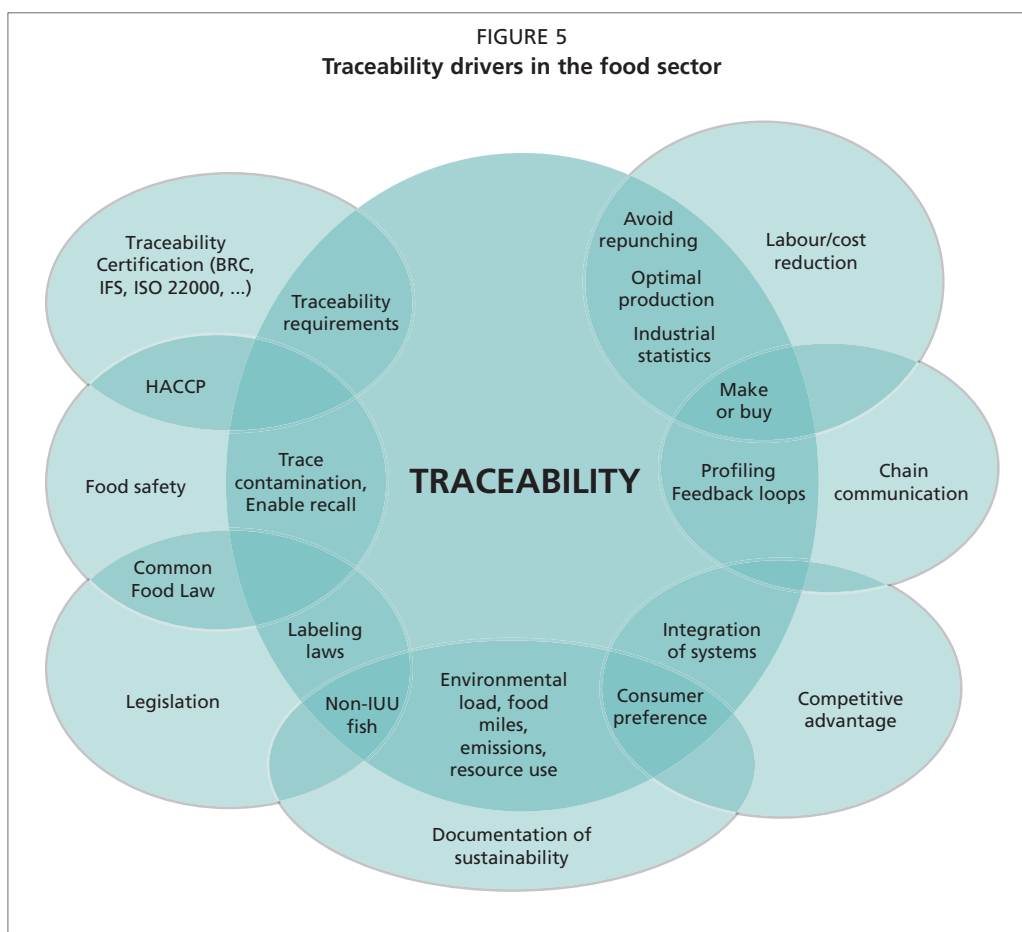 FIGURE 5
Traceability drivers in the food sector
Traceability
Certification (BRC,
IFS, ISO 22000, ...)
Traceability
requirements
HACCP
Food safety
Trace
contamination,
Enable recall
Common
Food Law
Labeling
laws
Legislation
Non-IUU
fish
TRACEABILITY
Avoid
repunching
Optimal
production
Industrial
statistics
Labour/cost
reduction
Make
or buy
Profiling
Feedback loops
Chain
communication
Integration
of systems
Consumer
preference
Competitive
advantage
Environmental
load, food
miles,
emissions,
resource use
Documentation of
sustainability